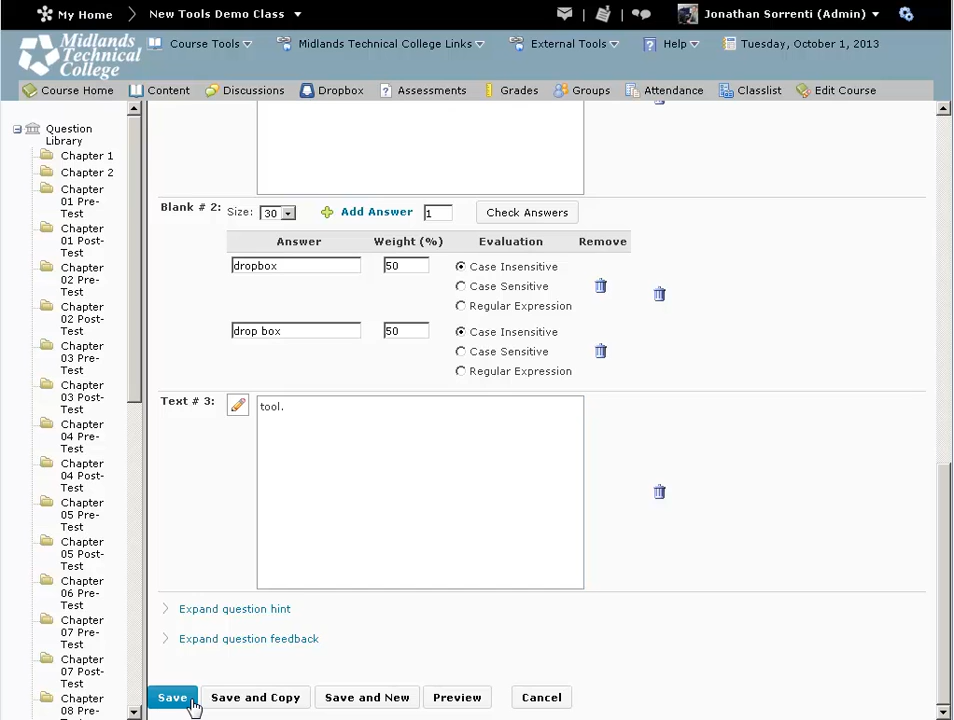 My Home
New Tools Demo Class
Jonathan Sorrenti (Admin)
Midlands
Technical
College
Course Tools
Midlands Technical College Links
External Tools
Help
Tuesday, October 1, 2013
Course Home
Content
Discussions
Dropbox
Assessments
Grades
Groups
Attendance
Classlist
Edit Course
Question
Library
Chapter 1
Chapter 2
Chapter
01 Pre-
Test
Chapter
01 Post-
Test
Chapter
02 Pre-
Test
Chapter
02 Post-
Test
Chapter
03 Pre-
Test
Chapter
03 Post-
Test
Chapter
04 Pre-
Test
Chapter
04 Post-
Test
Chapter
05 Pre-
Test
Chapter
05 Post-
Test
Chapter
06 Pre-
Test
Chapter
07 Pre-
Test
Chapter
07 Post-
Test
Chapter
08 Pre-
Blank # 2:
Size: 30
Add Answer 1
Check Answers
Answer Weight (%) Evaluation Remove
dropbox 50 Case Insensitive
Case Sensitive
Regular Expression
drop box 50 Case Insensitive
Case Sensitive
Regular Expression
Text # 3:
tool.
Expand question hint
Expand question feedback
Save Save and Copy Save and New Preview Cancel